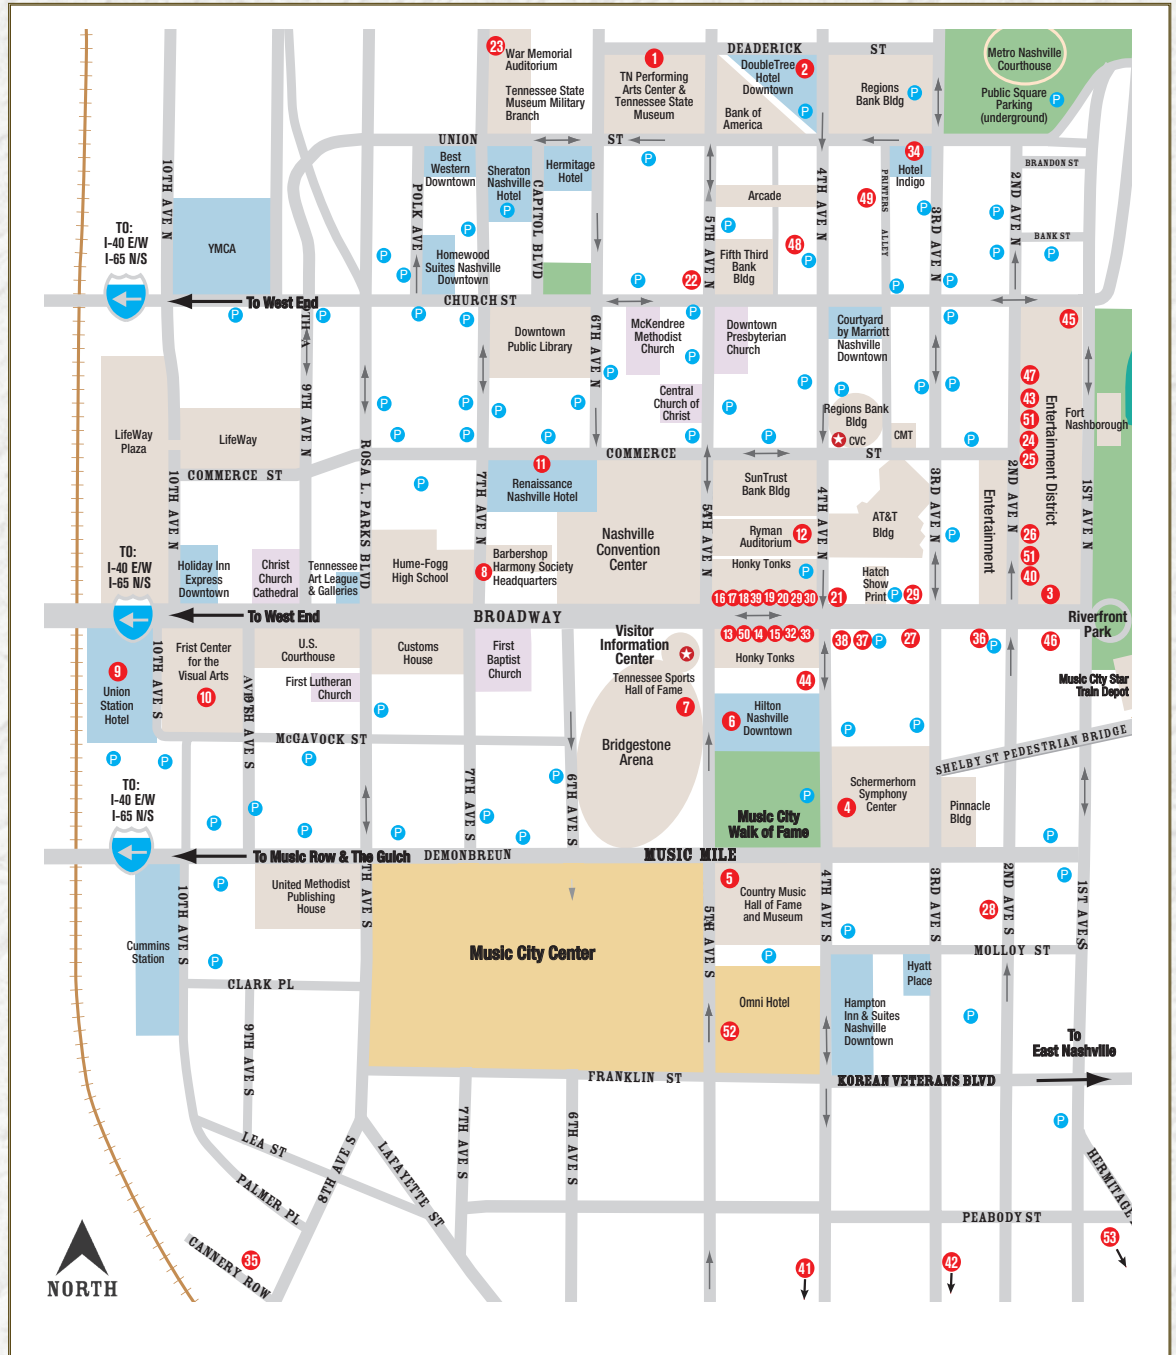 DEADERICK ST
23
War Memorial
Auditorium
Tennessee State
Museum Military
Branch
1
TN Performing
Arts Center &
Tennessee State
Museum
DoubleTree
Hotel
Downtown
2
P
Bank of
America
Regions
Bank Bldg
P
Metro Nashville
Courthouse
Public Square
Parking
(underground)
P
UNION ST
10TH AVE N
Best
Western
Downtown
POLK AVE
Sheraton
Nashville
Hotel
P
CAPITOL BLVD
Hermitage
Hotel
P
5TH AVE N
Arcade
4TH AVE N
PRINTERS ALLEY
34
Hotel
Indigo
49
3RD AVE N
2ND AVE N
BRANDON ST
BANK ST
TO:
I-40 E/W
I-65 N/S
YMCA
P
Homewood
Suites Nashville
Downtown
P
P
P
22
P
Fifth Third
Bank
Bldg
48
P
P
P
P
P
P
P
To West End
CHURCH ST
P
P
P
P
7TH A
9TH AVE N
Downtown
Public Library
6TH AVE N
McKendree
Methodist
Church
P
P
Downtown
Presbyterian
Church
Courtyard
by Marriott
Nashville
Downtown
P
45
P
Central
Church of
Christ
P
P
P
P
P
47
43
51
24
25
Entertainment District
Fort
Nashborough
LifeWay
Plaza
LifeWay
P
P
P
P
P
P
P
P
P
Regions Bank
Bldg
CVC
CMT
P
COMMERCE ST
COMMERCE ST
10TH AVE N
ROSA L. PARKS BLVD
P
7TH AVE N
11
Renaissance
Nashville Hotel
SunTrust
Bank Bldg
5TH AVE N
4TH AVE N
3RD AVE N
2ND AVE N
1ST AVE N
Nashville
Convention
Center
Ryman
Auditorium
12
AT&T
Bldg
P
Entertainment
26
51
40
3
TO:
I-40 E/W
I-65 N/S
Holiday Inn
Express
Downtown
Christ
Church
Cathedral
Tennessee
Art League
& Galleries
Hume-Fogg
High School
8
Barbershop
Harmony Society
Headquarters
Honky Tonks
P
Hatch
Show
Print
P
29
16 17 18 39 19 20 29 30 21
To West End
BROADWAY
Riverfront
Park
13 50 14 15 32 33
38 37 P 27 36 P 46
9
Union
Station
Hotel
10TH AVE S
Frist Center
for the
Visual Arts
10
U.S.
Courthouse
First Lutheran
Church
Customs
House
First
Baptist
Church
Visitor
Information
Center
Tennessee Sports
Hall of Fame
7
Honky Tonks
44
Music City Star
Train Depot
AVE
9TH AVE S
P
6
Hilton
Nashville
Downtown
P
P
McGAVOCK ST
Bridgestone
Arena
SHELBY ST PEDESTRIAN BRIDGE
P
P
P
7TH AVE S
P
6TH AVE S
TO:
I-40 E/W
I-65 N/S
P
P
P
P
P
P
Music City
Walk of Fame
P
4
Schermerhorn
Symphony
Center
Pinnacle
Bldg
P
To Music Row & The Gulch
DEMONBREUN
MUSIC MILE
P
United Methodist
Publishing
House
7TH AVE S
5
Country Music
Hall of Fame
and Museum
4TH AVE S
P
3RD AVE S
28
2ND AVE S
P
1ST AVE S
10TH AVE S
Cummins
Station
P
Music City Center
5TH AVE S
P
MOLLOY ST
CLARK PL
9TH AVE S
Omni Hotel
52
Hampton
Inn & Suites
Nashville
Downtown
Hyatt
Place
P
To
East Nashville
FRANKLIN ST
KOREAN VETERANS BLVD
P
LEA ST
PALMER PL
8TH AVE S
LAFAYETTE ST
7TH AVE S
6TH AVE S
HERMITAGE
PEABODY ST
CANNERY ROW
35
41
42
53
NORTH